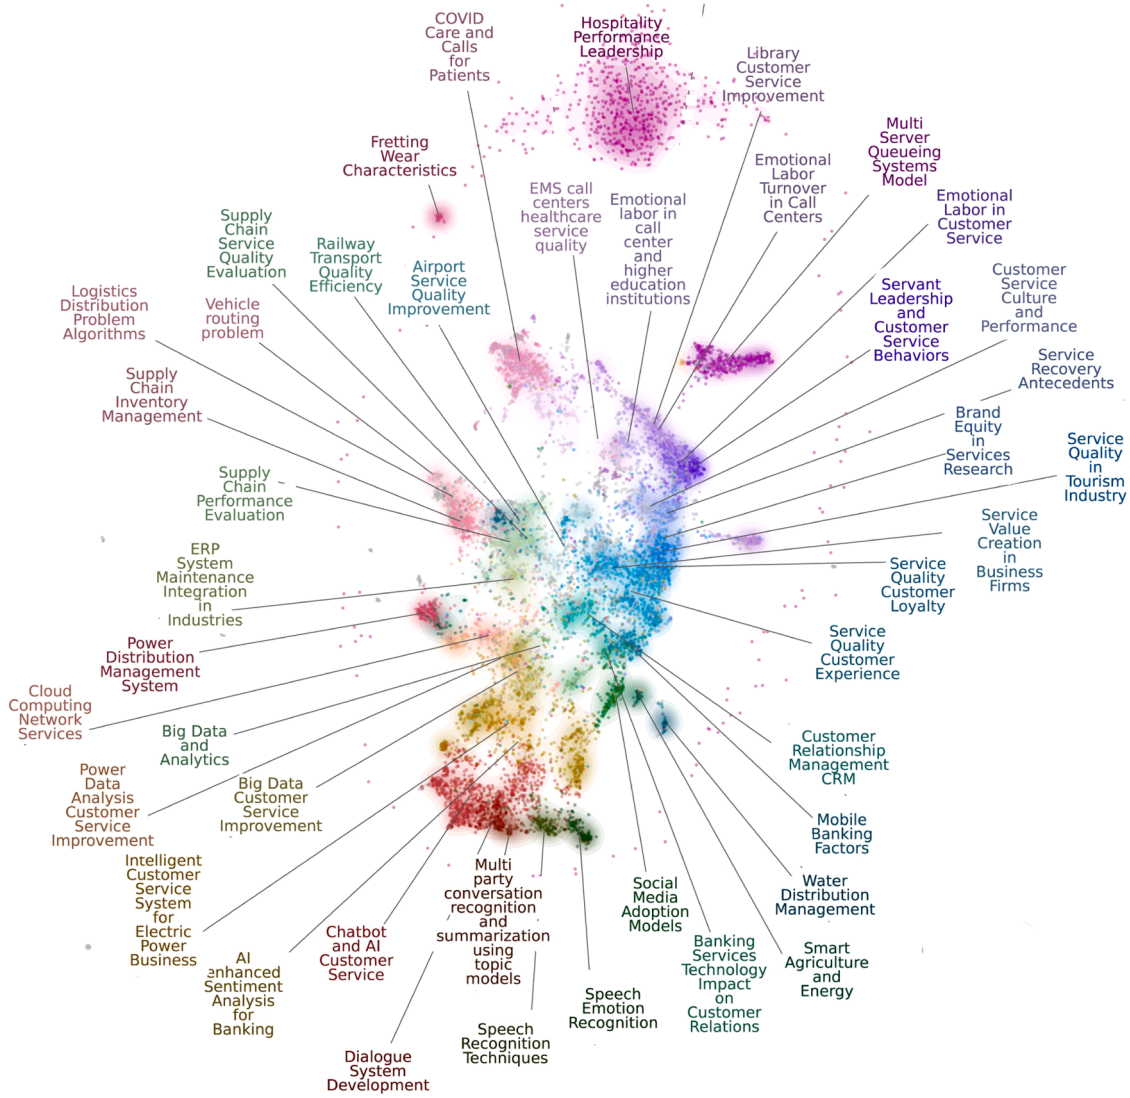 COVID
Care and
Calls
for
Patients
Hospitality
Performance
Leadership
Library
Customer
Service
Improvement
Fretting
Wear
Characteristics
Multi
Server
Queueing
Systems
Model
EMS call
centers
healthcare
service
quality
Emotional
labor in
call
center
and
higher
education
institutions
Emotional
Labor
Turnover
in Call
Centers
Emotional
Labor in
Customer
Service
Supply
Chain
Service
Quality
Evaluation
Railway
Transport
Quality
Efficiency
Airport
Service
Quality
Improvement
Servant
Leadership
and
Customer
Service
Behaviors
Customer
Service
Culture
and
Performance
Logistics
Distribution
Problem
Algorithms
Vehicle
routing
problem
Service
Recovery
Antecedents
Supply
Chain
Inventory
Management
Brand
Equity
in
Services
Research
Service
Quality
in
Tourism
Industry
Supply
Chain
Performance
Evaluation
Service
Value
Creation
in
Business
Firms
ERP
System
Maintenance
Integration
in
Industries
Service
Quality
Customer
Loyalty
Power
Distribution
Management
System
Service
Quality
Customer
Experience
Cloud
Computing
Network
Services
Big Data
and
Analytics
Customer
Relationship
Management
CRM
Power
Data
Analysis
Customer
Service
Improvement
Big Data
Customer
Service
Improvement
Mobile
Banking
Factors
Intelligent
Customer
Service
System
for
Electric
Power
Business
Multi
party
conversation
recognition
and
summarization
using
topic
models
Social
Media
Adoption
Models
Water
Distribution
Management
AI
enhanced
Sentiment
Analysis
for
Banking
Chatbot
and AI
Customer
Service
Banking
Services
Technology
Impact
on
Customer
Relations
Smart
Agriculture
and
Energy
Speech
Emotion
Recognition
Speech
Recognition
Techniques
Dialogue
System
Development